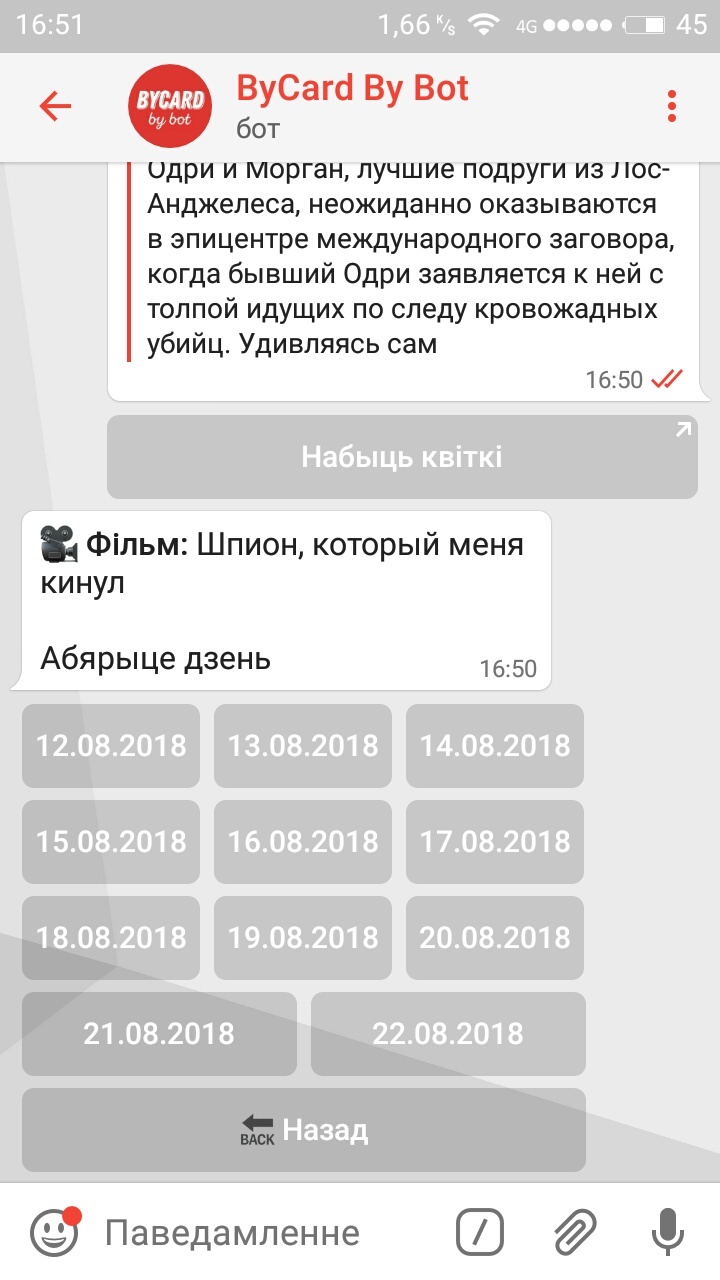 16:51 1,66 K/s 4G 45
BYCARD
by bot
ByCard By Bot
бот
Одри и Морган, лучшие подруги из Лос-
Анджелеса, неожиданно оказываются
в эпицентре международного заговора,
когда бывший Одри заявляется к ней с
толпой идущих по следу кровожадных
убийц. Удивляясь сам
16:50
Набыць квіткі
Фільм: Шпион, который меня
кинул
Абярыце дзень
16:50
12.08.2018 13.08.2018 14.08.2018
15.08.2018 16.08.2018 17.08.2018
18.08.2018 19.08.2018 20.08.2018
21.08.2018 22.08.2018
BACK Назад
Паведамленне